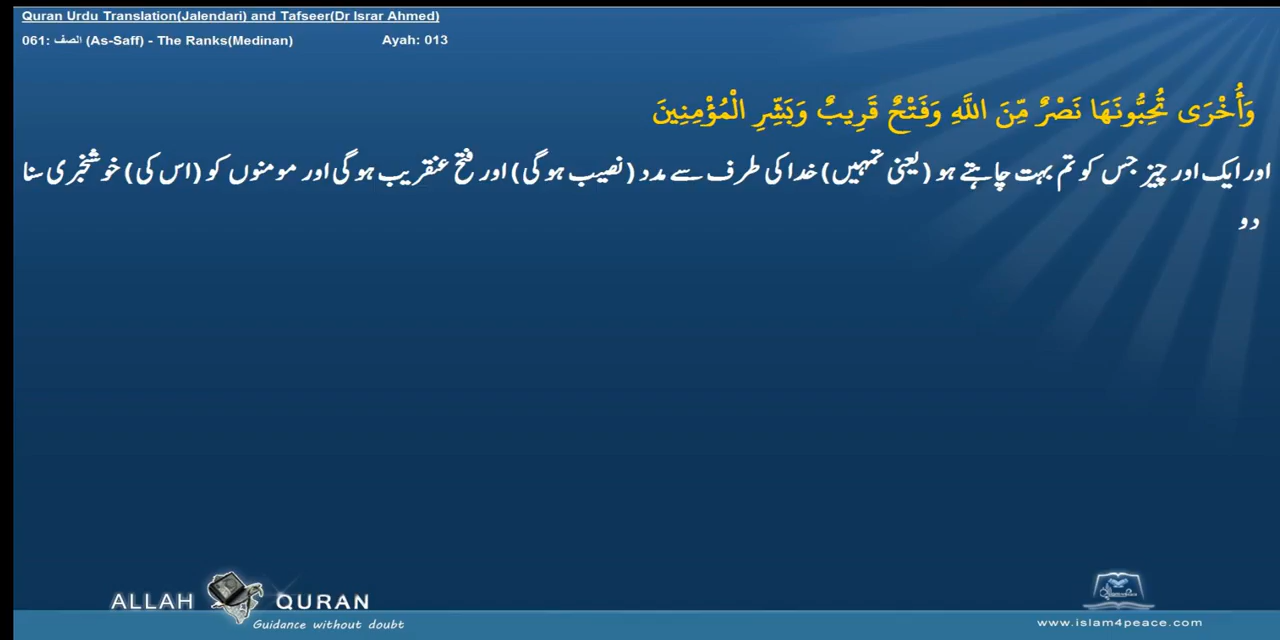 Quran Urdu Translation(Jalendari) and Tafseer(Dr Israr Ahmed)
061: الصف (As-Saff) - The Ranks(Medinan) Ayah: 013
وَأُخْرَى تُحِبُّونَهَا نَصْرٌ مِّنَ اللَّهِ وَفَتْحٌ قَرِيبٌ وَبَشِّرِ الْمُؤْمِنِينَ
اور ایک اور چیز جس کو تم بہت چاہتے ہو (یعنی تمہیں) خدا کی طرف سے مدد (نصیب ہوگی) اور فتح عنقریب ہوگی اور مومنوں کو (اس کی) خوشخبری سنا
دو
ALLAH QURAN
Guidance without doubt
www.islam4peace.com